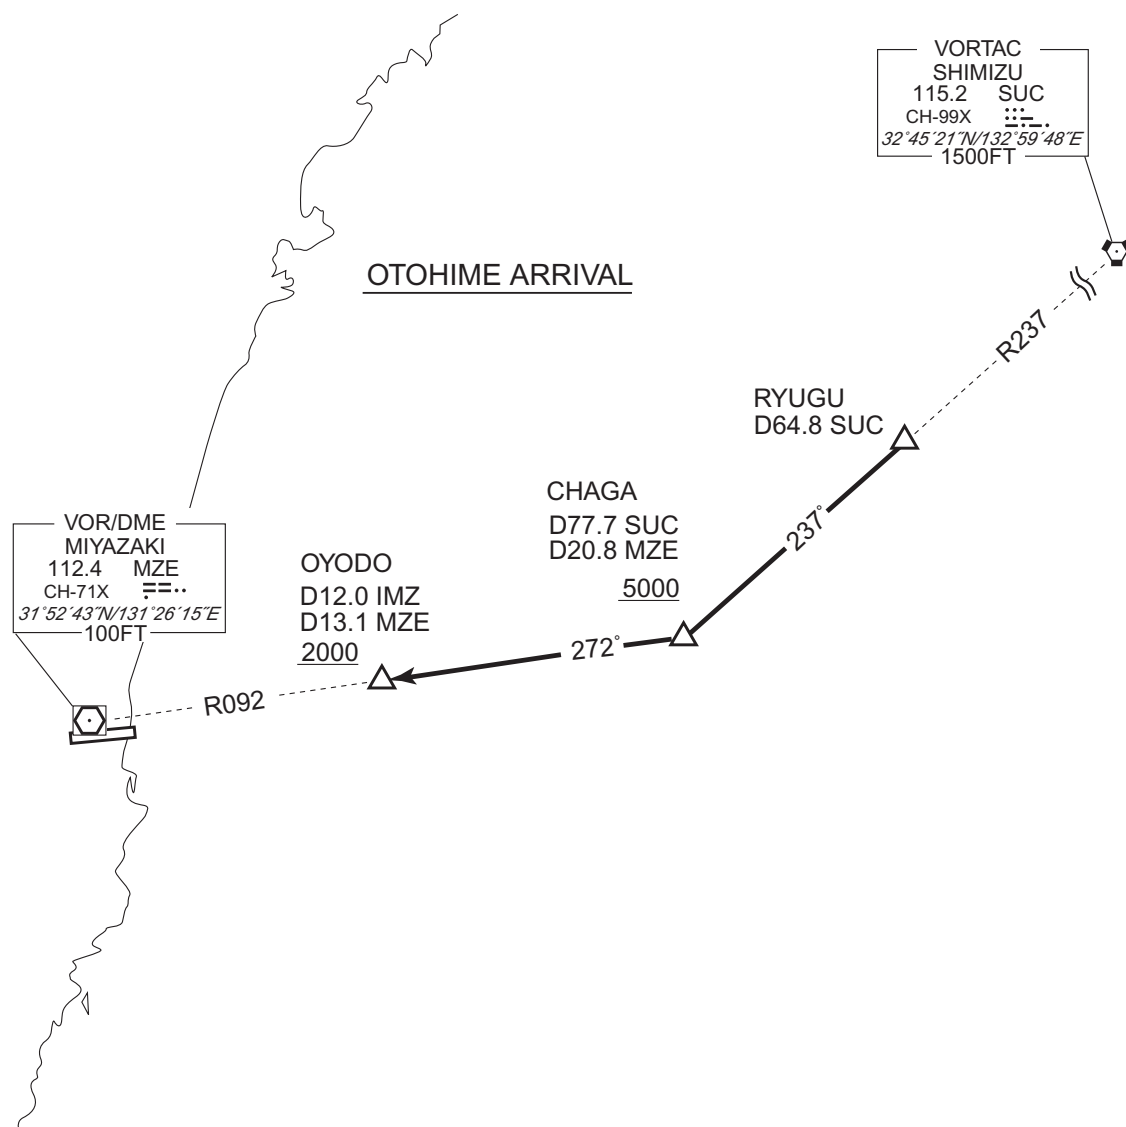 VORTAC
SHIMIZU
115.2 SUC
CH-99X
32°45´21˝N/132°59´48˝E
1500FT
OTOHIME ARRIVAL
R237
RYUGU
D64.8 SUC
237°
CHAGA
D77.7 SUC
D20.8 MZE
5000
VOR/DME
MIYAZAKI
112.4 MZE
CH-71X
31°52´43˝N/131°26´15˝E
100FT
OYODO
D12.0 IMZ
D13.1 MZE
2000
272°
R092